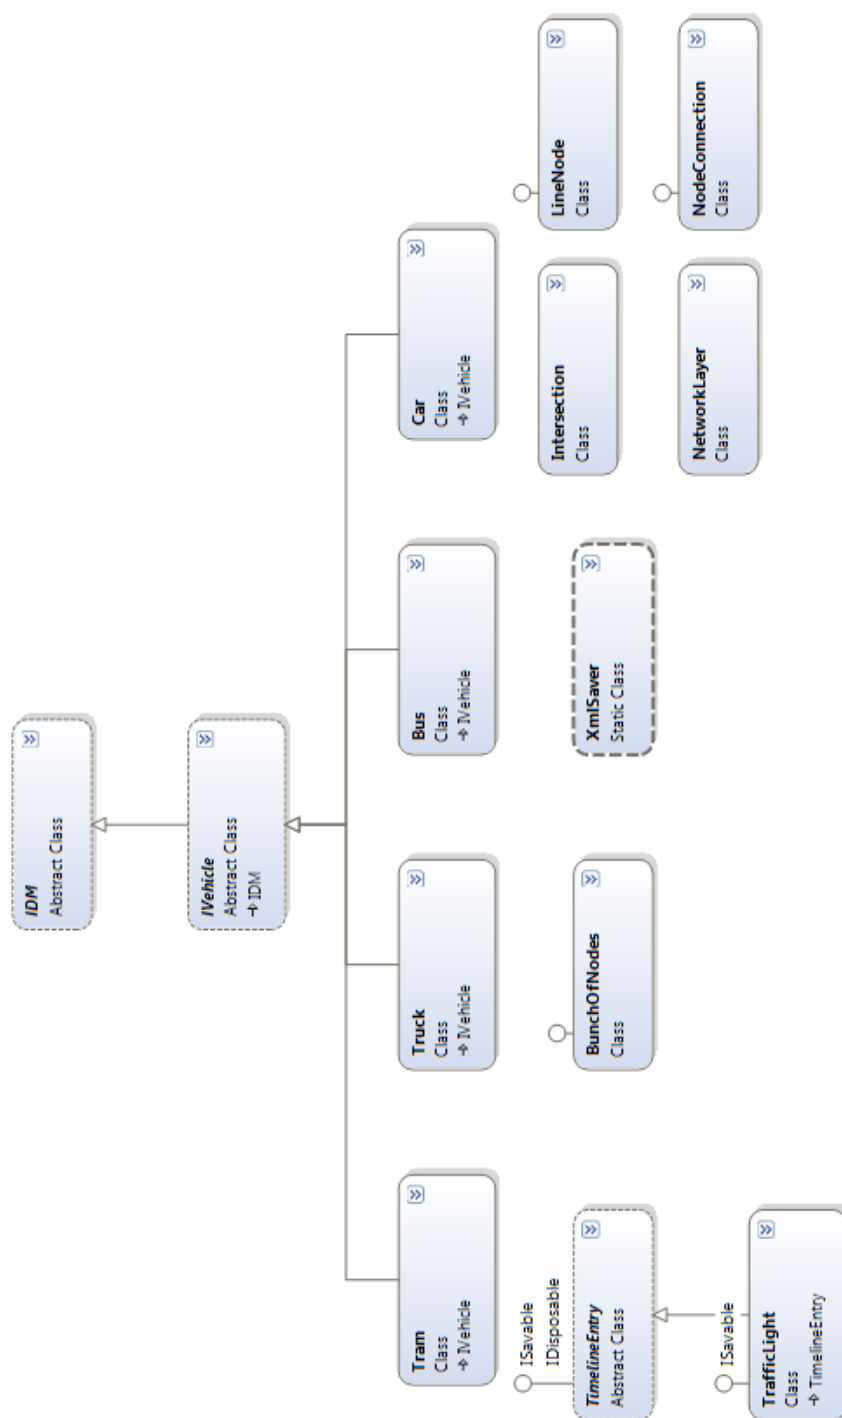 IDM
Abstract Class
IVehicle
Abstract Class
IDM
Tram
Class
IVehicle
Truck
Class
IVehicle
Bus
Class
IVehicle
Car
Class
IVehicle
ISavable
IDisposable
TimelineEntry
Abstract Class
BunchOfNodes
Class
XmlSaver
Static Class
Intersection
Class
LineNode
Class
ISavable
TrafficLight
Class
TimelineEntry
NetworkLayer
Class
NodeConnection
Class